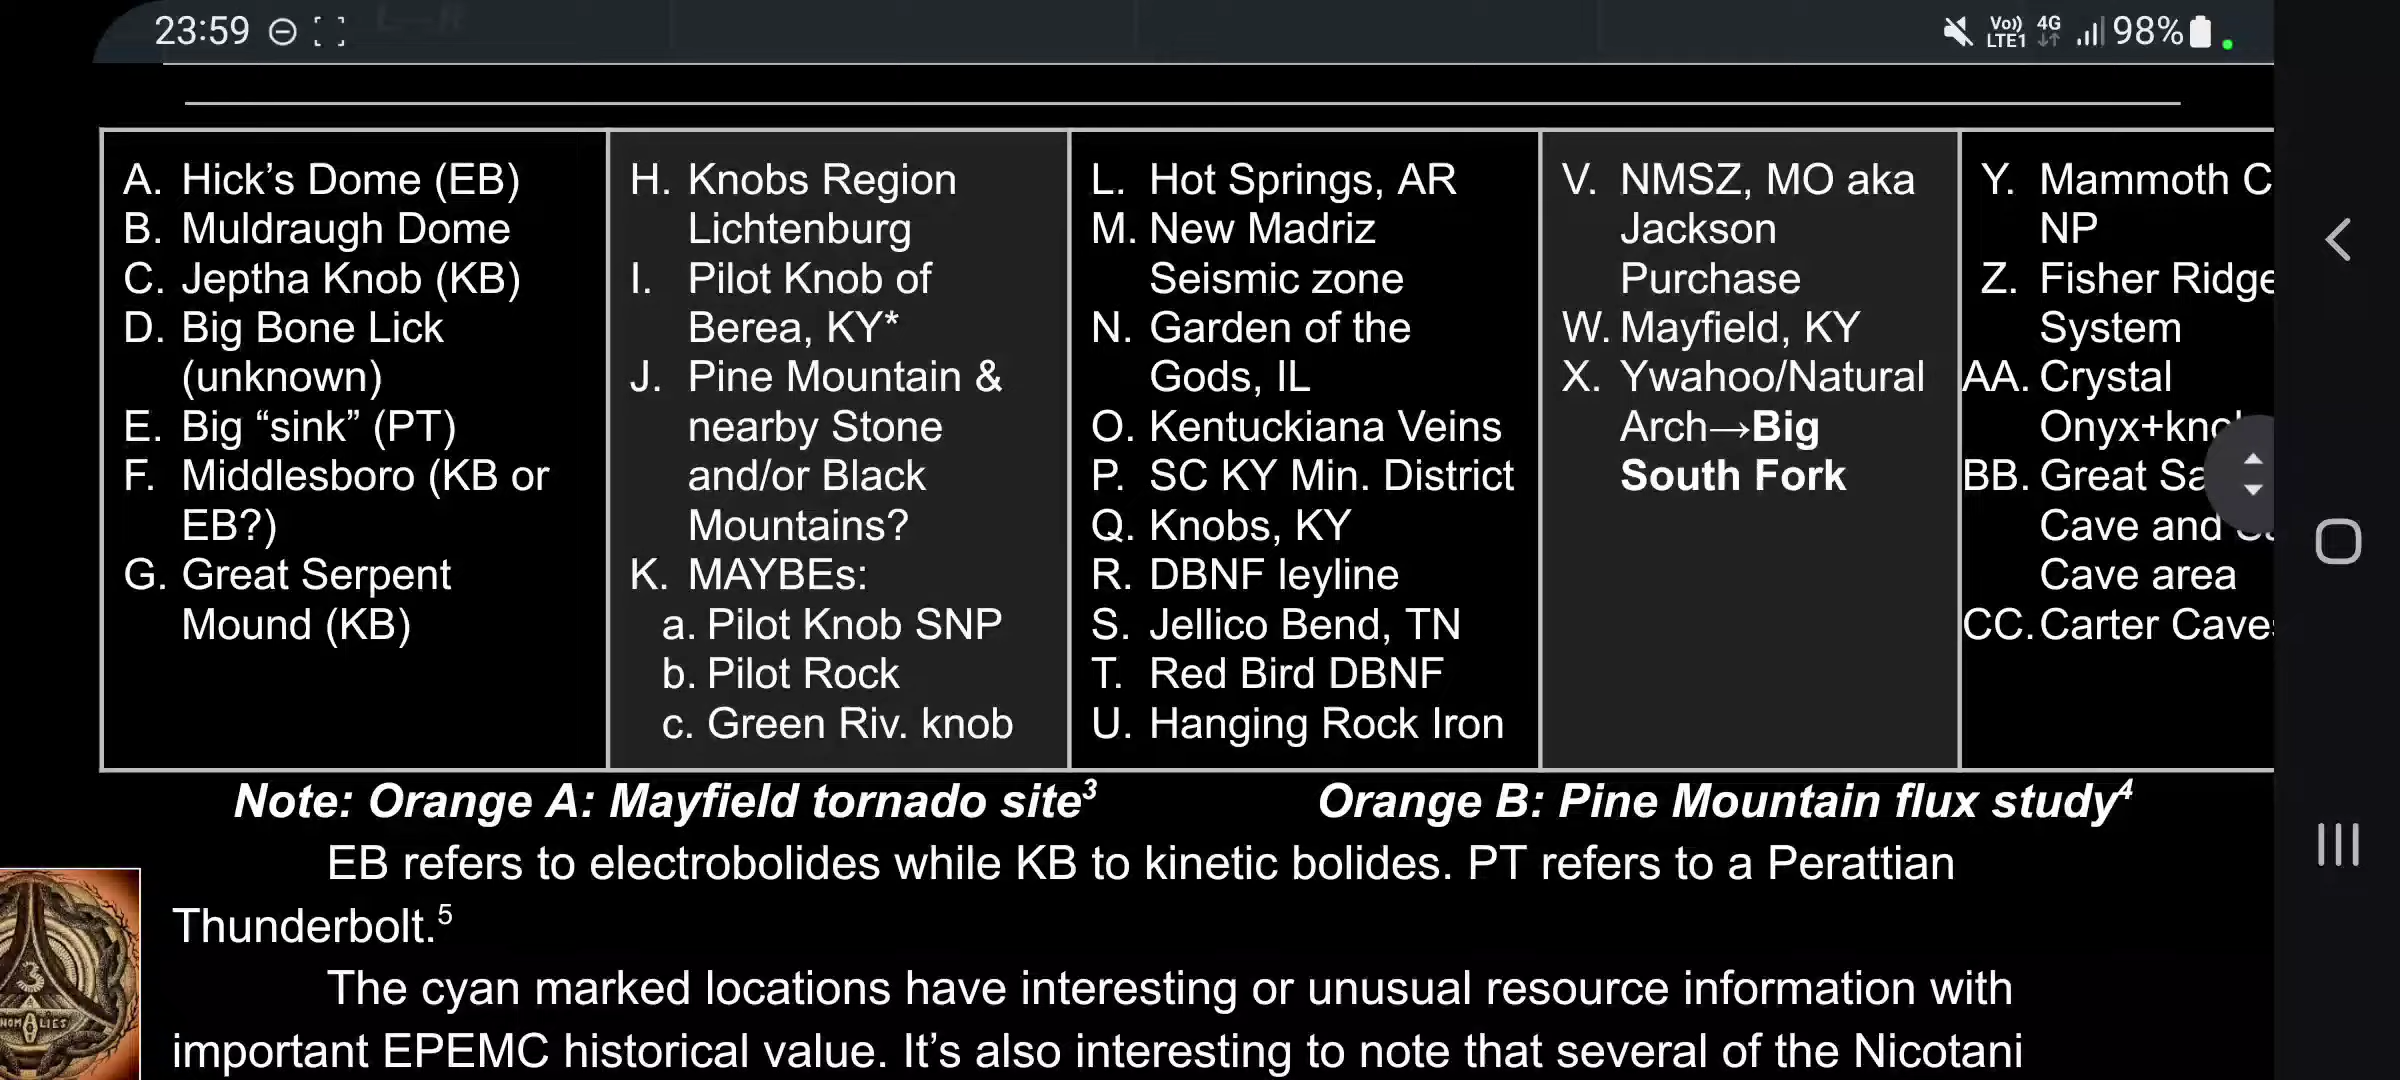 23:59
Vo)) LTE1 4G 98%
A. Hick's Dome (EB)
B. Muldraugh Dome
C. Jeptha Knob (KB)
D. Big Bone Lick
(unknown)
E. Big “sink” (PT)
F. Middlesboro (KB or
EB?)
G. Great Serpent
Mound (KB)
H. Knobs Region
Lichtenburg
I. Pilot Knob of
Berea, KY*
J. Pine Mountain &
nearby Stone
and/or Black
Mountains?
K. MAYBEs:
a. Pilot Knob SNP
b. Pilot Rock
c. Green Riv. knob
L. Hot Springs, AR
M. New Madriz
Seismic zone
N. Garden of the
Gods, IL
O. Kentuckiana Veins
P. SC KY Min. District
Q. Knobs, KY
R. DBNF leyline
S. Jellico Bend, TN
T. Red Bird DBNF
U. Hanging Rock Iron
V. NMSZ, MO aka
Jackson
Purchase
W. Mayfield, KY
X. Ywahoo/Natural
Arch→Big
South Fork
Y. Mammoth C
NP
Z. Fisher Ridge
System
AA. Crystal
Onyx+
BB. Great
Cave and
Cave area
CC. Carter Cave
Note: Orange A: Mayfield tornado site3
Orange B: Pine Mountain flux study4
EB refers to electrobolides while KB to kinetic bolides. PT refers to a Perattian
Thunderbolt.5
The cyan marked locations have interesting or unusual resource information with
important EPEMC historical value. It's also interesting to note that several of the Nicotani